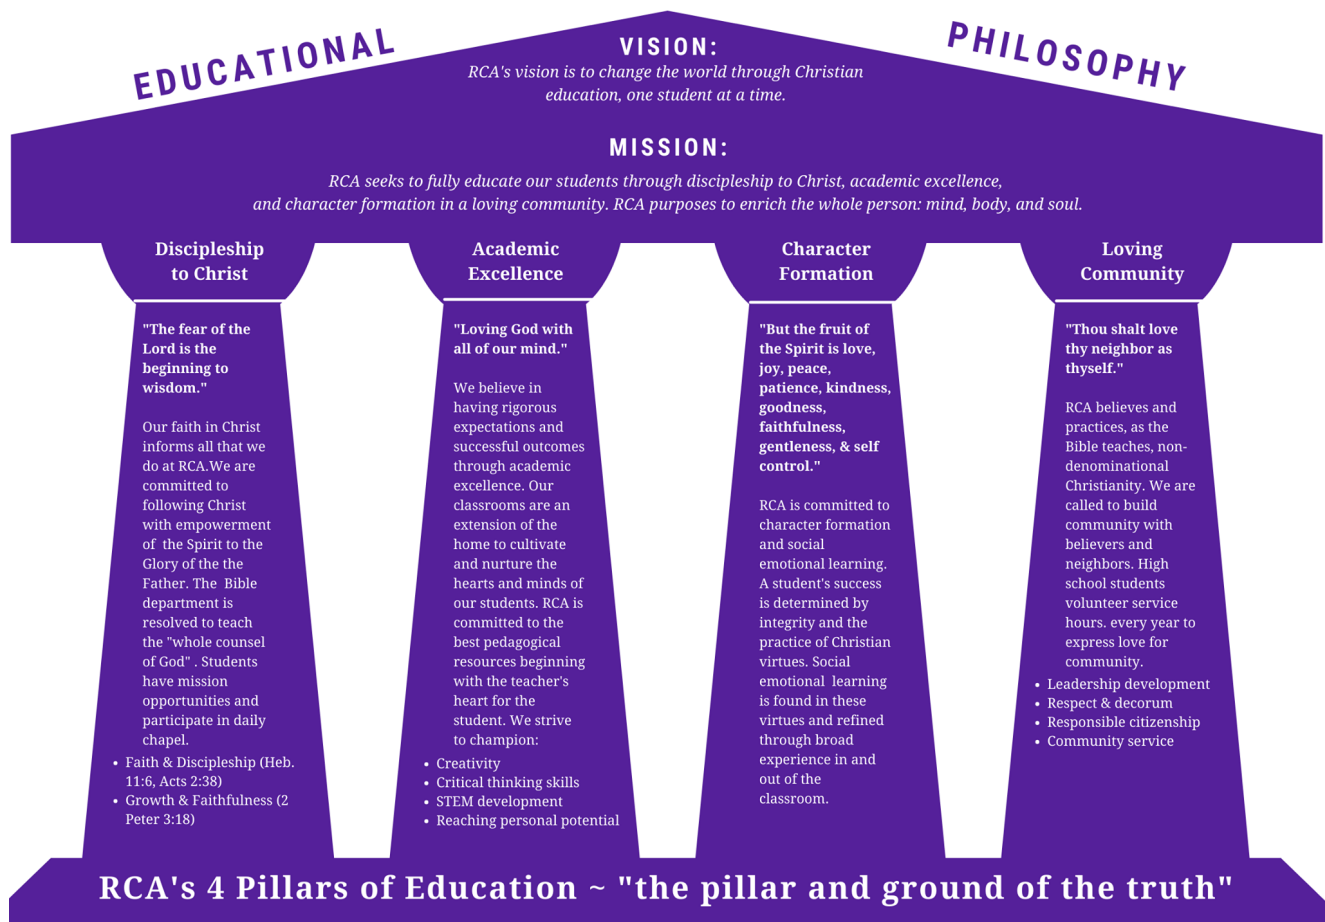 EDUCATIONAL
PHILOSOPHY
VISION:
RCA's vision is to change the world through Christian
education, one student at a time.
MISSION:
RCA seeks to fully educate our students through discipleship to Christ, academic excellence,
and character formation in a loving community. RCA purposes to enrich the whole person: mind, body, and soul.
Discipleship
to Christ
"The fear of the
Lord is the
beginning to
wisdom."
Our faith in Christ
informs all that we
do at RCA.We are
committed to
following Christ
with empowerment
of  the Spirit to the
Glory of the the
Father. The  Bible
department is
resolved to teach
the "whole counsel
of God" . Students
have mission
opportunities and
participate in daily
chapel.
• Faith & Discipleship (Heb.
11:6, Acts 2:38)
• Growth & Faithfulness (2
Peter 3:18)
Academic
Excellence
"Loving God with
all of our mind."
We believe in
having rigorous
expectations and
successful outcomes
through academic
excellence. Our
classrooms are an
extension of the
home to cultivate
and nurture the
hearts and minds of
our students. RCA is
committed to the
best pedagogical
resources beginning
with the teacher's
heart for the
student. We strive
to champion:
• Creativity
• Critical thinking skills
• STEM development
• Reaching personal potential
Character
Formation
"But the fruit of
the Spirit is love,
joy, peace,
patience, kindness,
goodness,
faithfulness,
gentleness, & self
control."
RCA is committed to
character formation
and social
emotional learning.
A student's success
is determined by
integrity and the
practice of Christian
virtues. Social
emotional  learning
is found in these
virtues and refined
through broad
experience in and
out of the
classroom.
Loving
Community
"Thou shalt love
thy neighbor as
thyself."
RCA believes and
practices, as the
Bible teaches, non-
denominational
Christianity. We are
called to build
community with
believers and
neighbors. High
school students
volunteer service
hours. every year to
express love for
community.
• Leadership development
• Respect & decorum
• Responsible citizenship
• Community service
RCA's 4 Pillars of Education ~ "the pillar and ground of the truth"